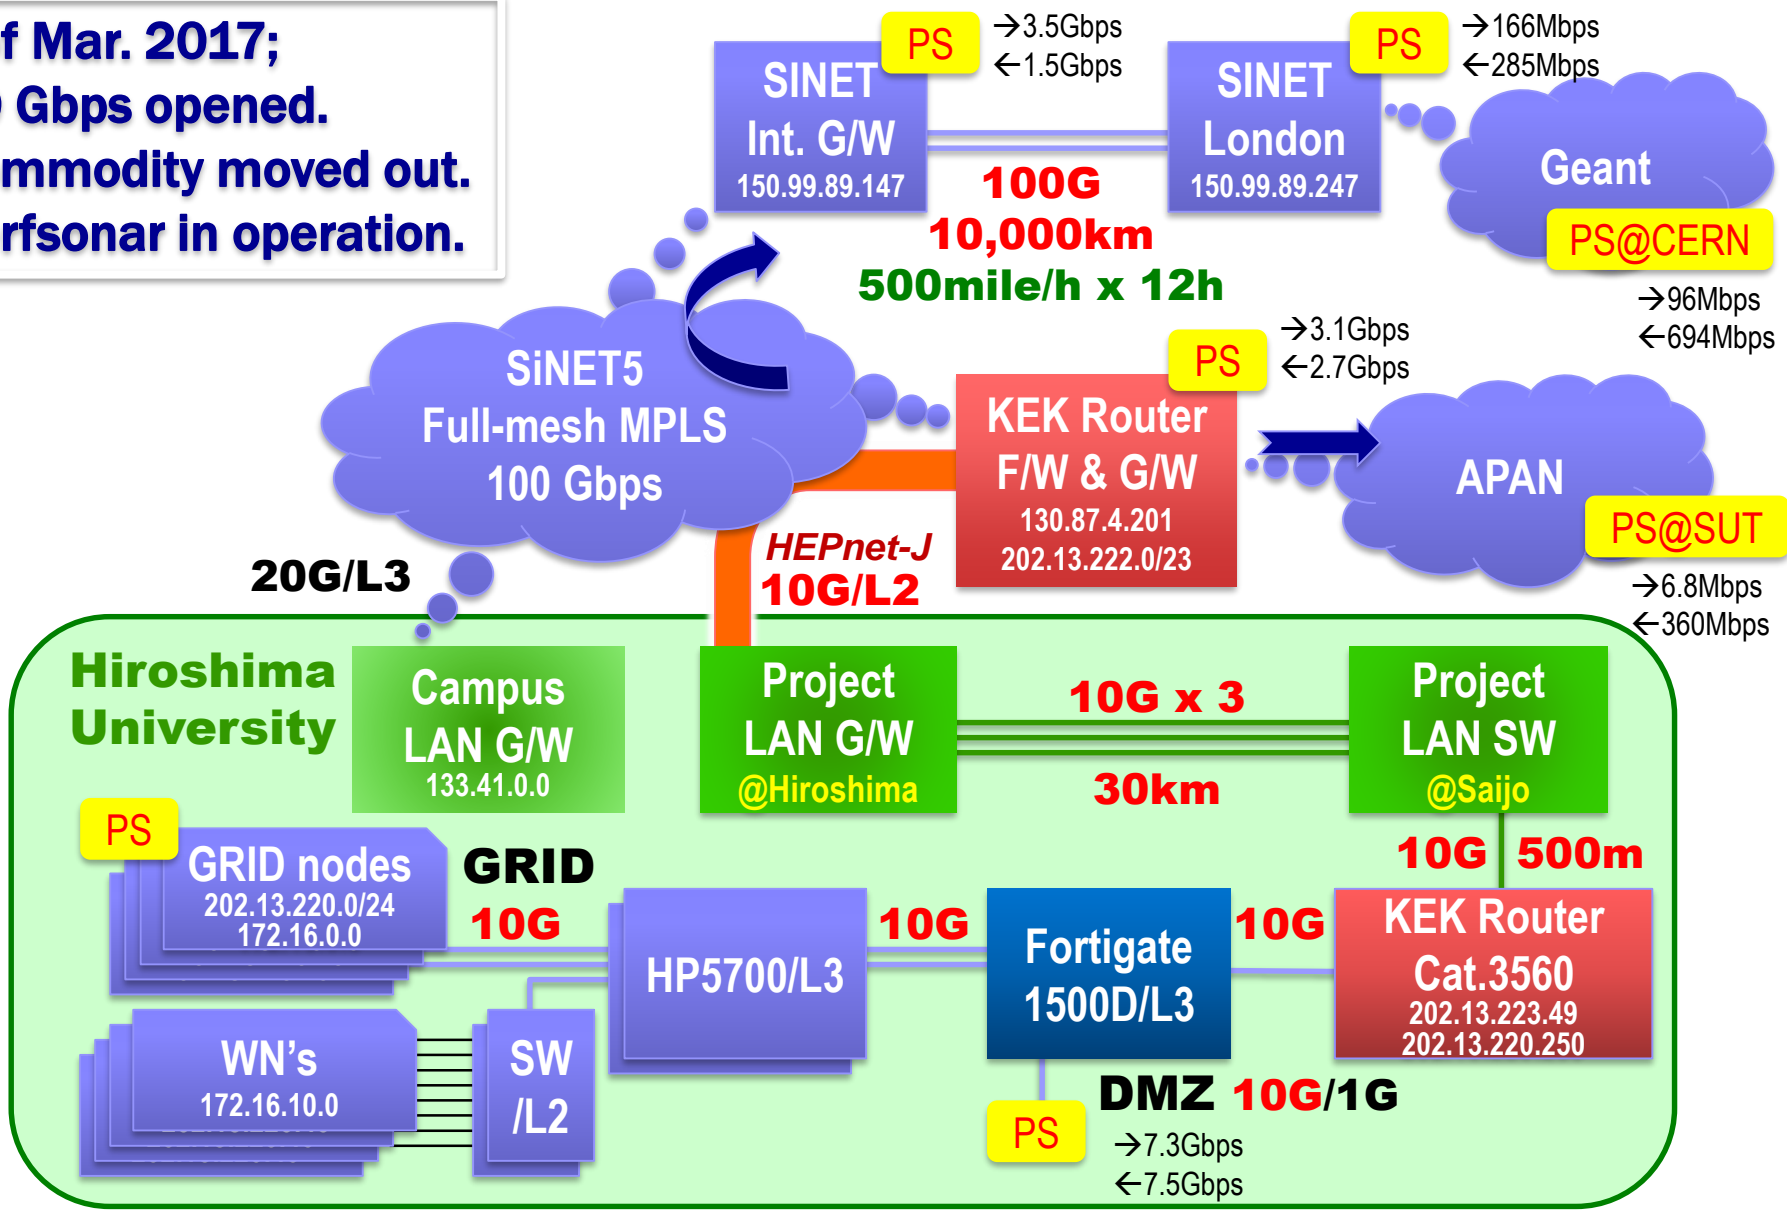 f Mar. 2017;
Gbps opened.
mmodity moved out.
rfsonar in operation.
PS
→3.5Gbps
←1.5Gbps
SINET
Int. G/W
150.99.89.147
PS
→166Mbps
←285Mbps
SINET
London
150.99.89.247
100G
10,000km
500mile/h x 12h
Geant
PS@CERN
→96Mbps
←694Mbps
SiNET5
Full-mesh MPLS
100 Gbps
PS
→3.1Gbps
←2.7Gbps
KEK Router
F/W & G/W
130.87.4.201
202.13.222.0/23
APAN
PS@SUT
→6.8Mbps
←360Mbps
HEPnet-J
10G/L2
20G/L3
Hiroshima
University
Campus
LAN G/W
133.41.0.0
Project
LAN G/W
@Hiroshima
10G x 3
30km
Project
LAN SW
@Saijo
10G 500m
PS
GRID nodes
202.13.220.0/24
172.16.0.0
GRID
10G
HP5700/L3
10G
Fortigate
1500D/L3
10G
KEK Router
Cat.3560
202.13.223.49
202.13.220.250
WN's
172.16.10.0
SW
/L2
PS
DMZ 10G/1G
→7.3Gbps
←7.5Gbps